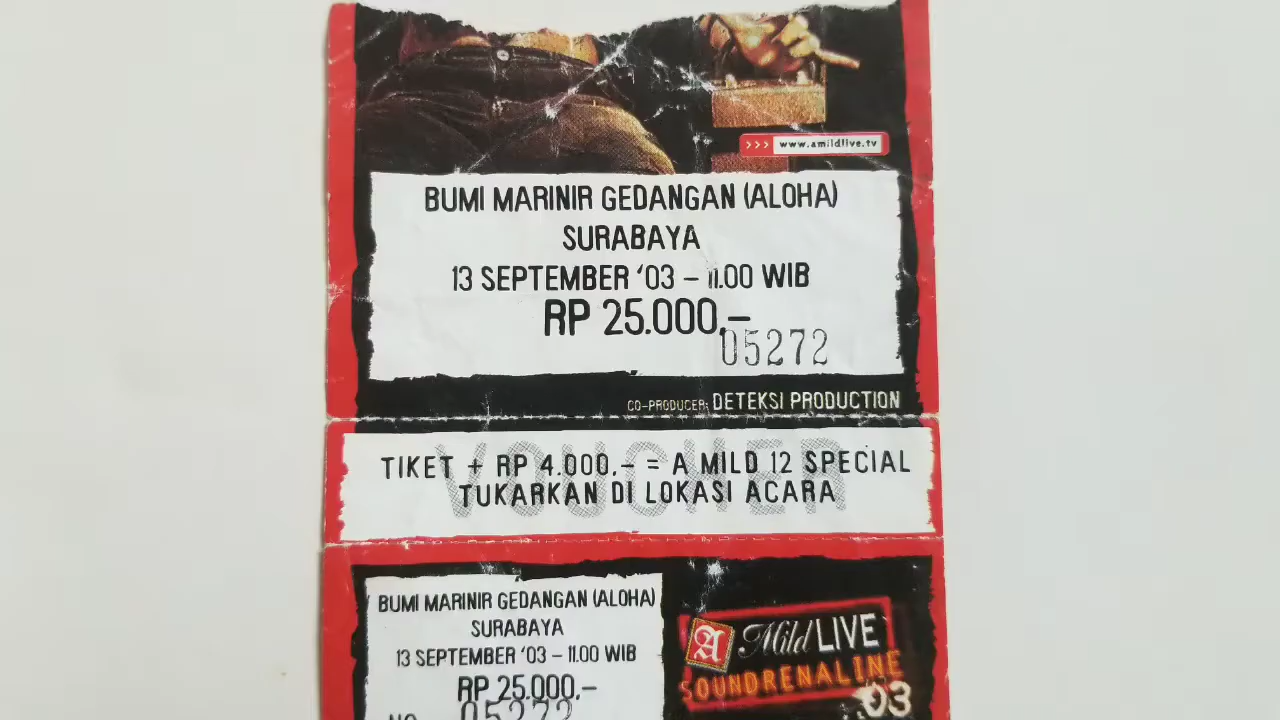 >>> www.amildlive.tv
BUMI MARINIR GEDANGAN (ALOHA)
SURABAYA
13 SEPTEMBER '03 – 11.00 WIB
RP 25.000,–
05272
CO-PRODUCER: DETEKSI PRODUCTION
VOUCHER
TIKET + RP 4.000,- = A MILD 12 SPECIAL
TUKARKAN DI LOKASI ACARA
BUMI MARINIR GEDANGAN (ALOHA)
SURABAYA
13 SEPTEMBER '03 – 11.00 WIB
RP 25.000,–
NO 05272
A Mild LIVE
SOUNDRENALINE
03